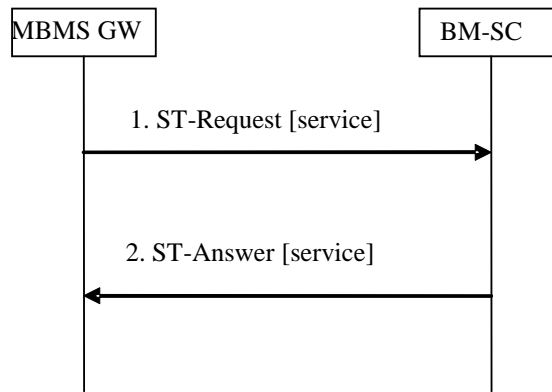 MBMS GW
BM-SC
1. ST-Request [service]
2. ST-Answer [service]